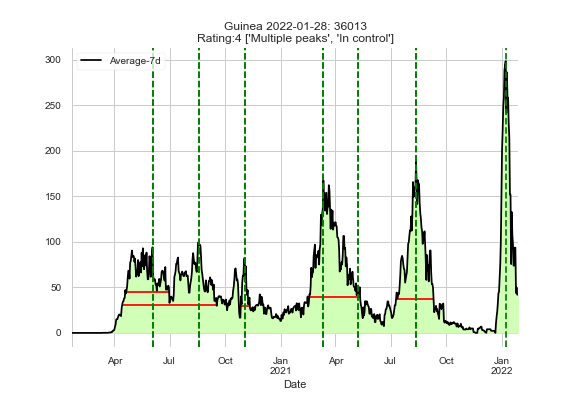 Guinea 2022-01-28: 36013
Rating:4 ['Multiple peaks', 'In control']
Average-7d
300
250
200
150
100
50
0
Apr Jul Oct Jan Apr Jul Oct Jan
2021 2022
Date